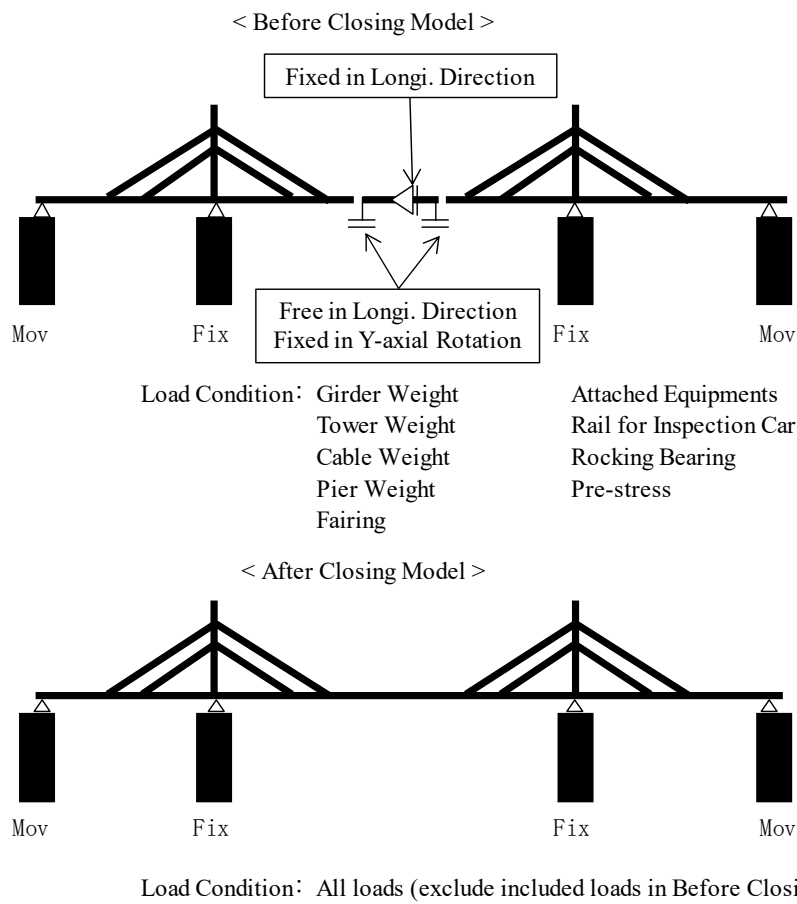 < Before Closing Model >
Fixed in Longi. Direction
Mov
Fix
Free in Longi. Direction
Fixed in Y-axial Rotation
Fix
Mov
Load Condition: Girder Weight
Tower Weight
Cable Weight
Pier Weight
Fairing
Attached Equipments
Rail for Inspection Car
Rocking Bearing
Pre-stress
< After Closing Model >
Mov
Fix
Fix
Mov
Load Condition: All loads (exclude included loads in Before